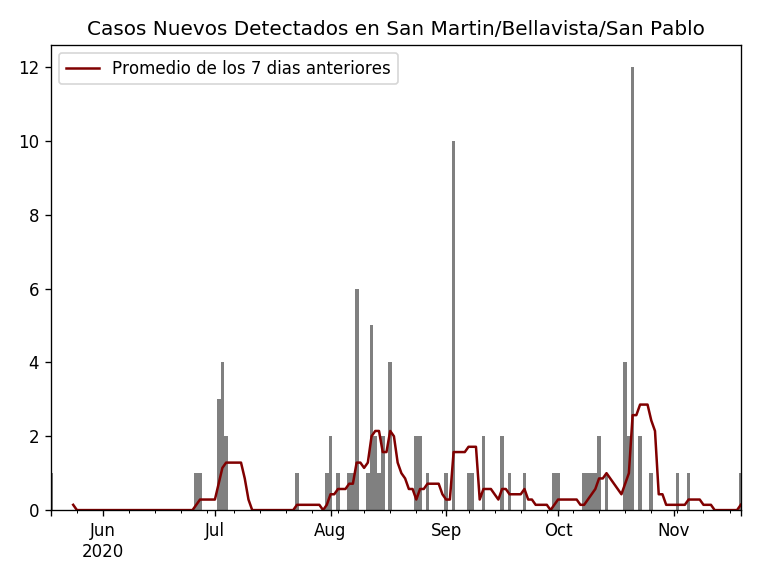 Casos Nuevos Detectados en San Martin/Bellavista/San Pablo
Promedio de los 7 dias anteriores
12
10
8
6
4
2
0
Jun Jul Aug Sep Oct Nov
2020